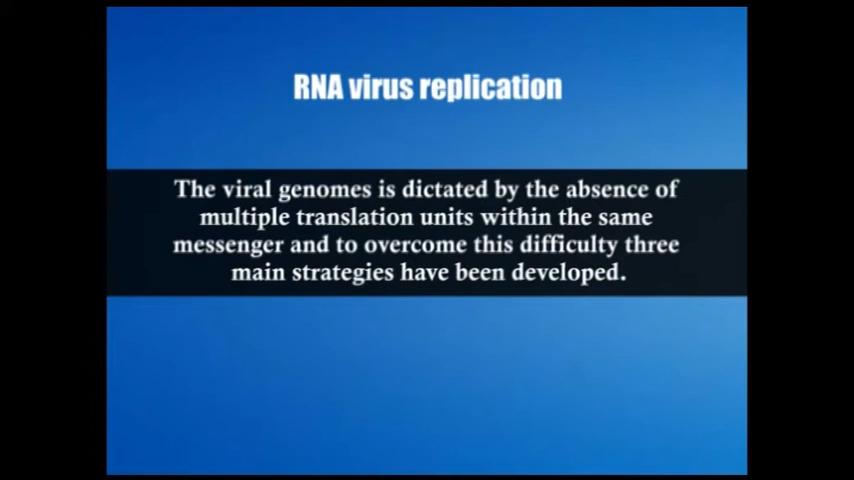 RNA virus replication
The viral genomes is dictated by the absence of
multiple translation units within the same
messenger and to overcome this difficulty three
main strategies have been developed.